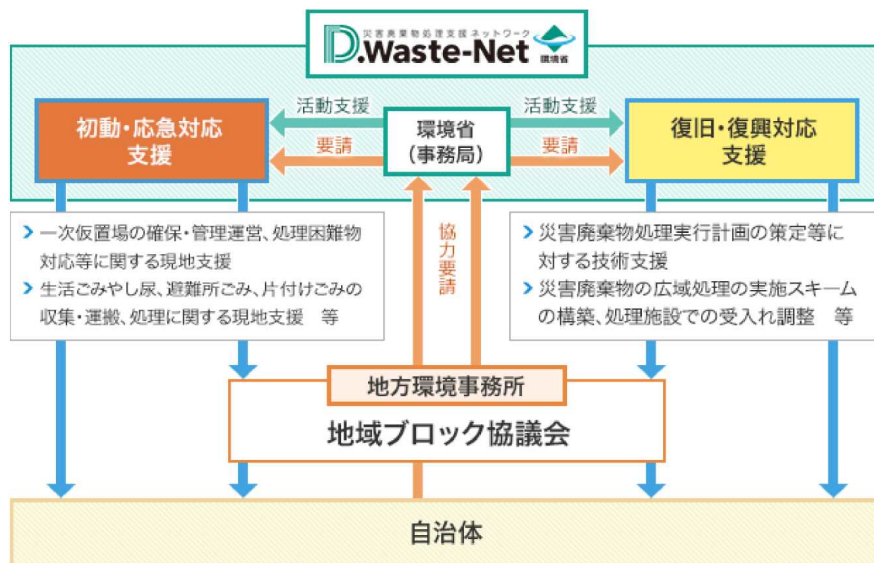 災害廃棄物処理支援ネットワーク
D.Waste-Net
環境省
初動・応急対応
支援
活動支援
要請
環境省
（事務局）
活動支援
要請
復旧・復興対応
支援
一次仮置場の確保・管理運営、処理困難物
対応等に関する現地支援
生活ごみやし尿、避難所ごみ、片付けごみの
収集・運搬、処理に関する現地支援　等
協力要請
災害廃棄物処理実行計画の策定等に
対する技術支援
災害廃棄物の広域処理の実施スキーム
の構築、処理施設での受入れ調整　等
地方環境事務所
地域ブロック協議会
自治体